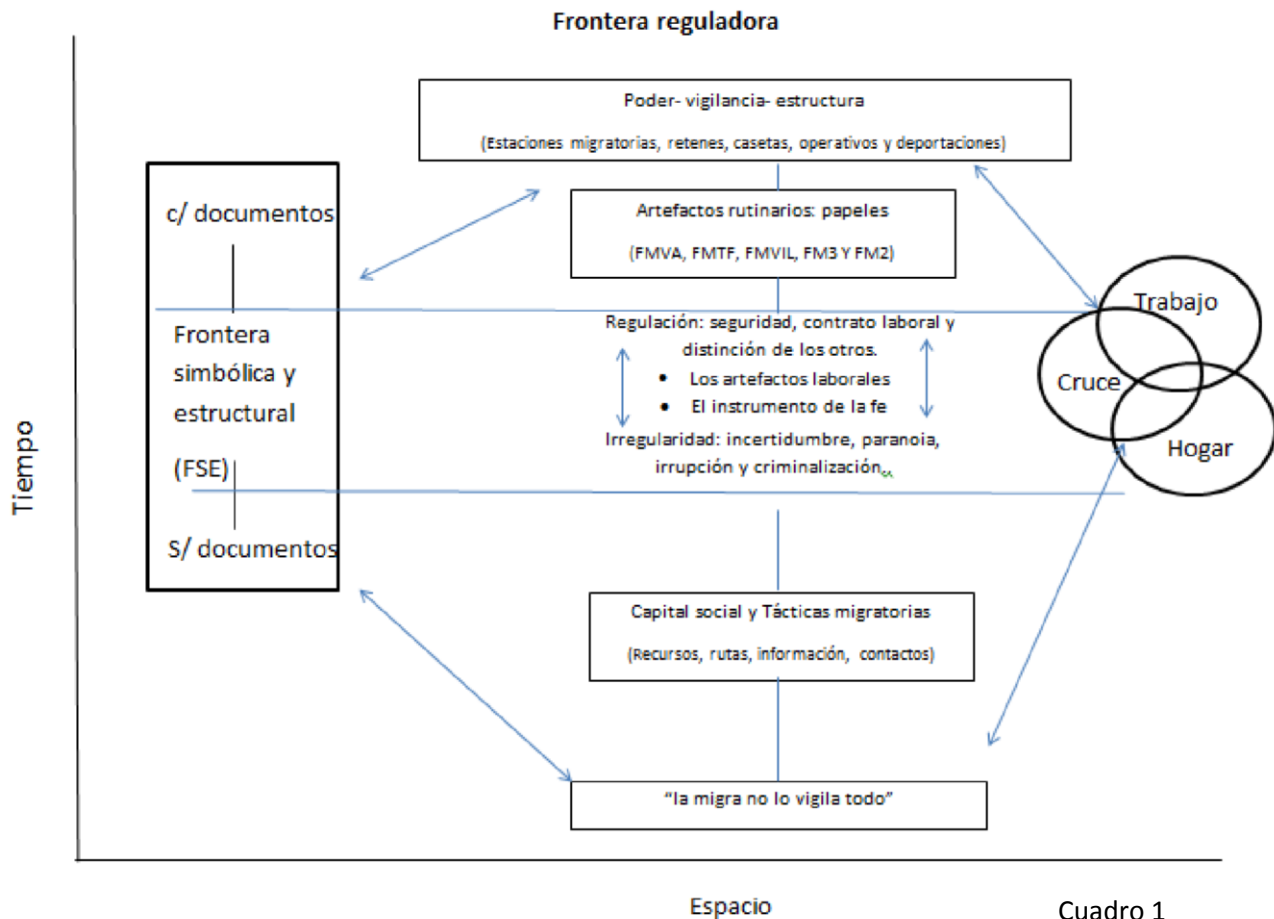 Frontera reguladora
Poder- vigilancia- estructura
(Estaciones migratorias, retenes, casetas, operativos y deportaciones)
c/ documentos
Frontera
simbólica y
estructural
(FSE)
S/ documentos
Artefactos rutinarios: papeles
(FMVA, FMTF, FMVIL, FM3 Y FM2)
Regulación: seguridad, contrato laboral y
distinción de los otros.
• Los artefactos laborales
• El instrumento de la fe
Irregularidad: incertidumbre, paranoia,
irrupción y criminalización
Trabajo
Cruce
Hogar
Capital social y Tácticas migratorias
(Recursos, rutas, información, contactos)
"la migra no lo vigila todo"
Tiempo
Espacio
Cuadro 1